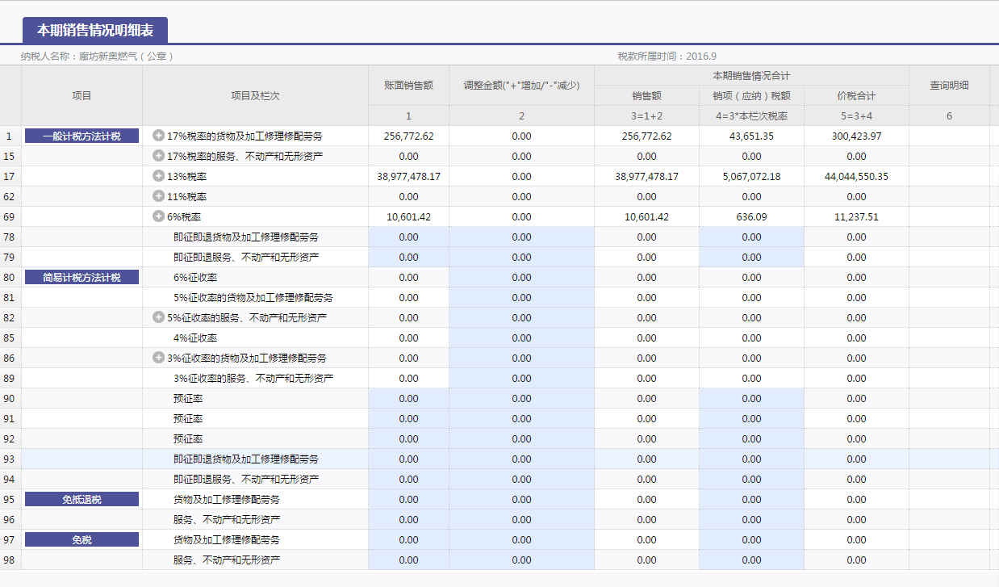 本期销售情况明细表
纳税人名称：廊坊新奥燃气（公章） 税款所属时间：2016.9
项目 项目及栏次 账面销售额 调整金额("+"增加/"-"减少) 本期销售情况合计 查询明细
销售额 销项（应纳）税额 价税合计
1 2 3=1+2 4=3*本栏次税率 5=3+4 6
1 一般计税方法计税 17%税率的货物及加工修理修配劳务 256,772.62 0.00 256,772.62 43,651.35 300,423.97
15 17%税率的服务、不动产和无形资产 0.00 0.00 0.00 0.00 0.00
17 13%税率 38,977,478.17 0.00 38,977,478.17 5,067,072.18 44,044,550.35
62 11%税率 0.00 0.00 0.00 0.00 0.00
69 6%税率 10,601.42 0.00 10,601.42 636.09 11,237.51
78 即征即退货物及加工修理修配劳务 0.00 0.00 0.00 0.00 0.00
79 即征即退服务、不动产和无形资产 0.00 0.00 0.00 0.00 0.00
80 简易计税方法计税 6%征收率 0.00 0.00 0.00 0.00 0.00
81 5%征收率的货物及加工修理修配劳务 0.00 0.00 0.00 0.00 0.00
82 5%征收率的服务、不动产和无形资产 0.00 0.00 0.00 0.00 0.00
85 4%征收率 0.00 0.00 0.00 0.00 0.00
86 3%征收率的货物及加工修理修配劳务 0.00 0.00 0.00 0.00 0.00
89 3%征收率的服务、不动产和无形资产 0.00 0.00 0.00 0.00 0.00
90 预征率 0.00 0.00 0.00 0.00 0.00
91 预征率 0.00 0.00 0.00 0.00 0.00
92 预征率 0.00 0.00 0.00 0.00 0.00
93 即征即退货物及加工修理修配劳务 0.00 0.00 0.00 0.00 0.00
94 即征即退服务、不动产和无形资产 0.00 0.00 0.00 0.00 0.00
95 免抵退税 货物及加工修理修配劳务 0.00 0.00 0.00 0.00 0.00
96 服务、不动产和无形资产 0.00 0.00 0.00 0.00 0.00
97 免税 货物及加工修理修配劳务 0.00 0.00 0.00 0.00 0.00
98 服务、不动产和无形资产 0.00 0.00 0.00 0.00 0.00